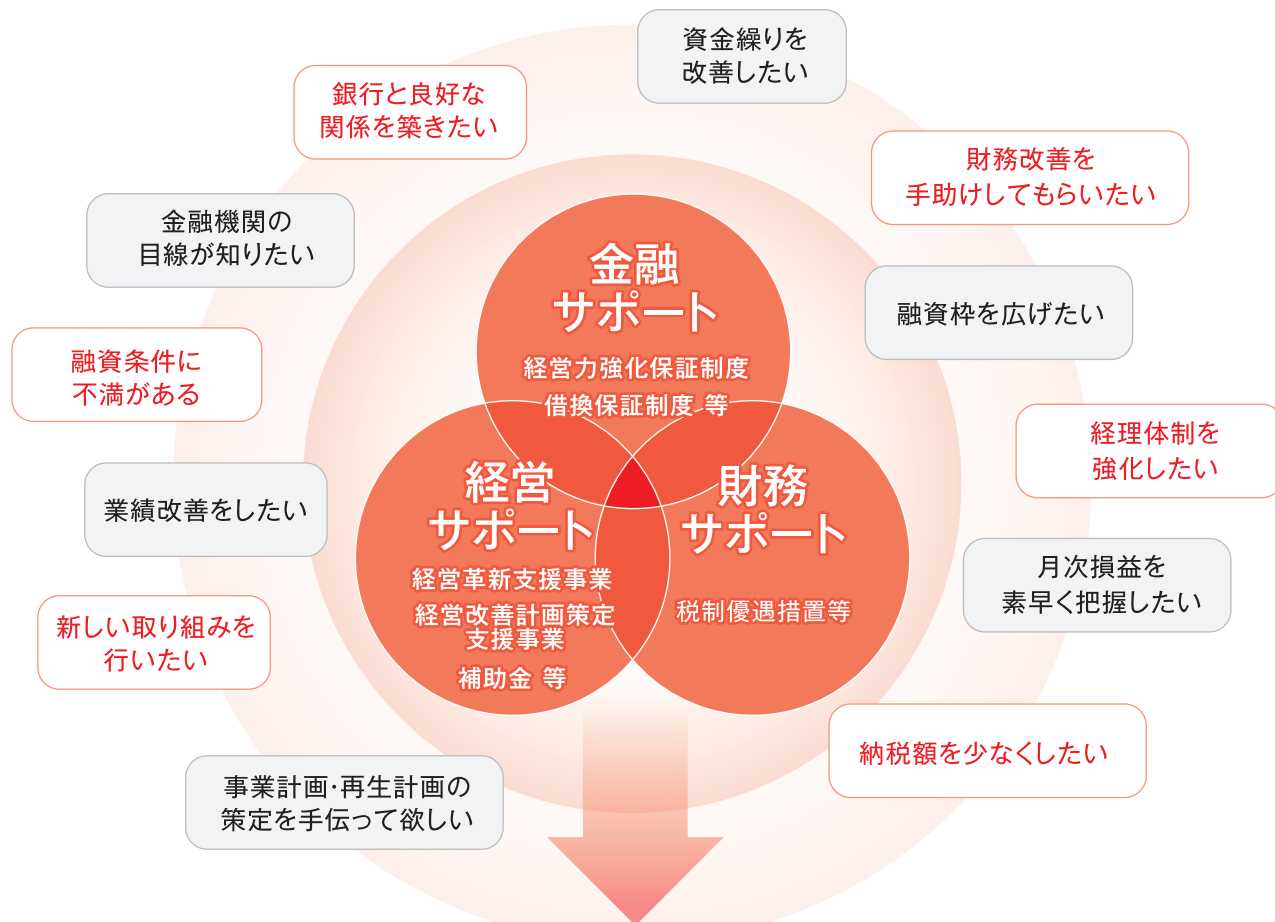 資金繰りを
改善したい
銀行と良好な
関係を築きたい
財務改善を
手助けしてもらいたい
金融機関の
目線が知りたい
融資枠を広げたい
融資条件に
不満がある
経理体制を
強化したい
業績改善をしたい
月次損益を
素早く把握したい
新しい取り組みを
行いたい
納税額を少なくしたい
事業計画・再生計画の
策定を手伝って欲しい
金融
サポート
経営力強化保証制度
借換保証制度 等
経営
サポート
経営革新支援事業
経営改善計画策定
支援事業
補助金 等
財務
サポート
税制優遇措置等